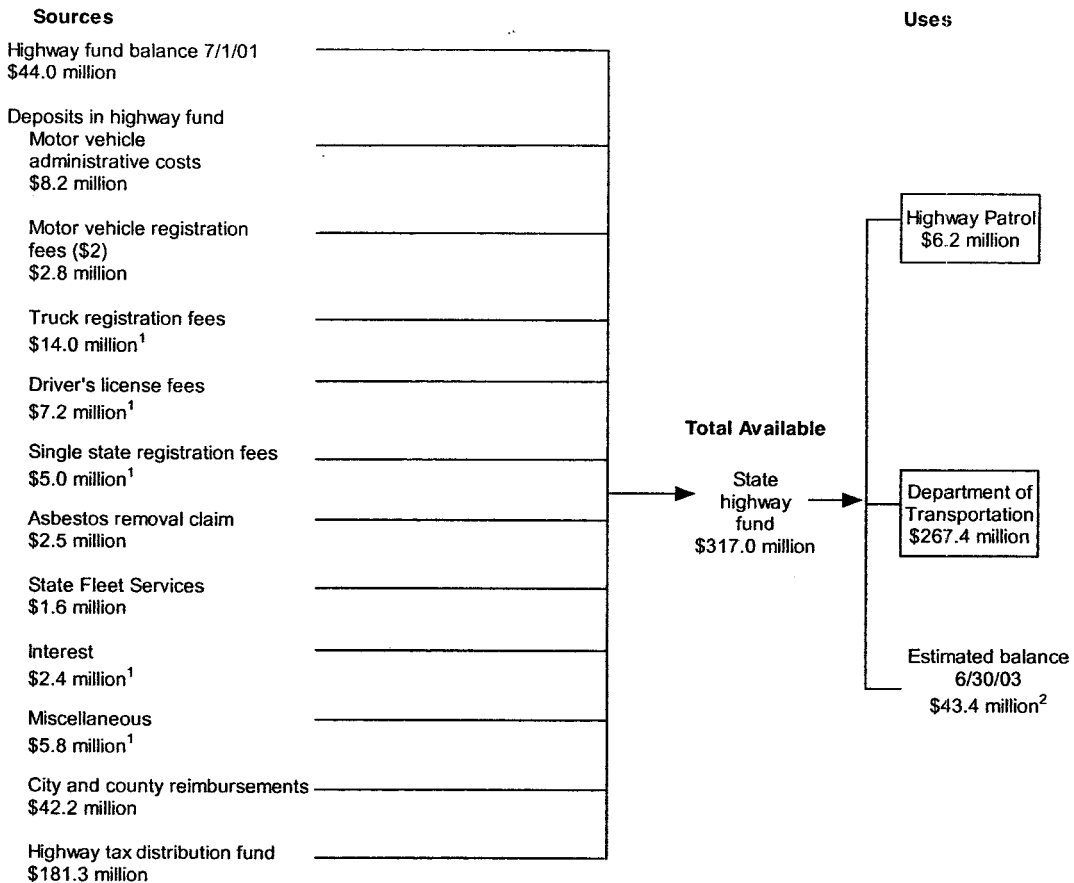 Sources
Highway fund balance 7/1/01
$44.0 million
Deposits in highway fund
Motor vehicle
administrative costs
$8.2 million
Motor vehicle registration
fees ($2)
$2.8 million
Truck registration fees
$14.0 million¹
Driver's license fees
$7.2 million¹
Single state registration fees
$5.0 million¹
Asbestos removal claim
$2.5 million
State Fleet Services
$1.6 million
Interest
$2.4 million¹
Miscellaneous
$5.8 million¹
City and county reimbursements
$42.2 million
Highway tax distribution fund
$181.3 million
Total Available
State
highway
fund
$317.0 million
Uses
Highway Patrol
$6.2 million
Department of
Transportation
$267.4 million
Estimated balance
6/30/03
$43.4 million²